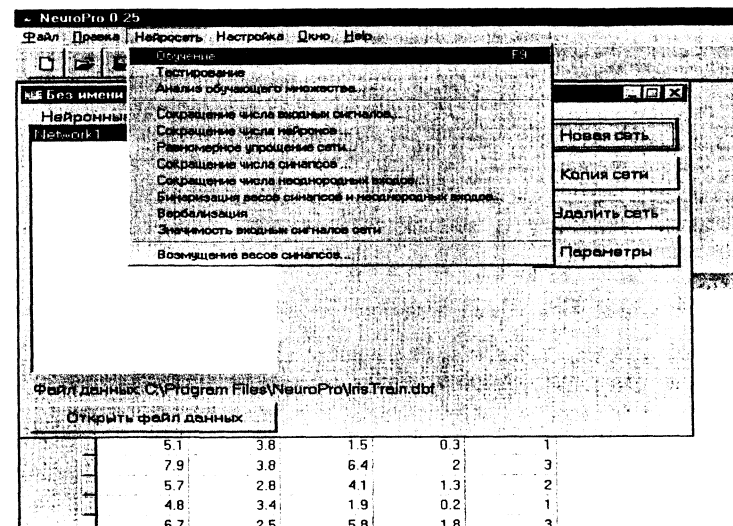 NeuroPro 0.25
Файл Правка Нейросеть Настройка Окно Help
Обучение F9
Тестирование
Анализ обучающего множества...
Сокращение числа входных сигналов...
Сокращение числа нейронов...
Равномерное упрощение сети...
Сокращение числа синапсов...
Сокращение числа неоднородных входов...
Бинаризация весов синапсов и неоднородных входов...
Вербализация
Значимость входных сигналов сети
Возмущение весов синапсов...
Без имени
Нейронны
Network1
Новая сеть
Копия сети
Удалить сеть
Параметры
Файл данных: C:\Program Files\NeuroPro\IrisTrain.dbf
Открыть файл данных
5.1 3.8 1.5 0.3 1
7.9 3.8 6.4 2 3
5.7 2.8 4.1 1.3 2
4.8 3.4 1.9 0.2 1
6.7 2.5 5.8 1.8 3